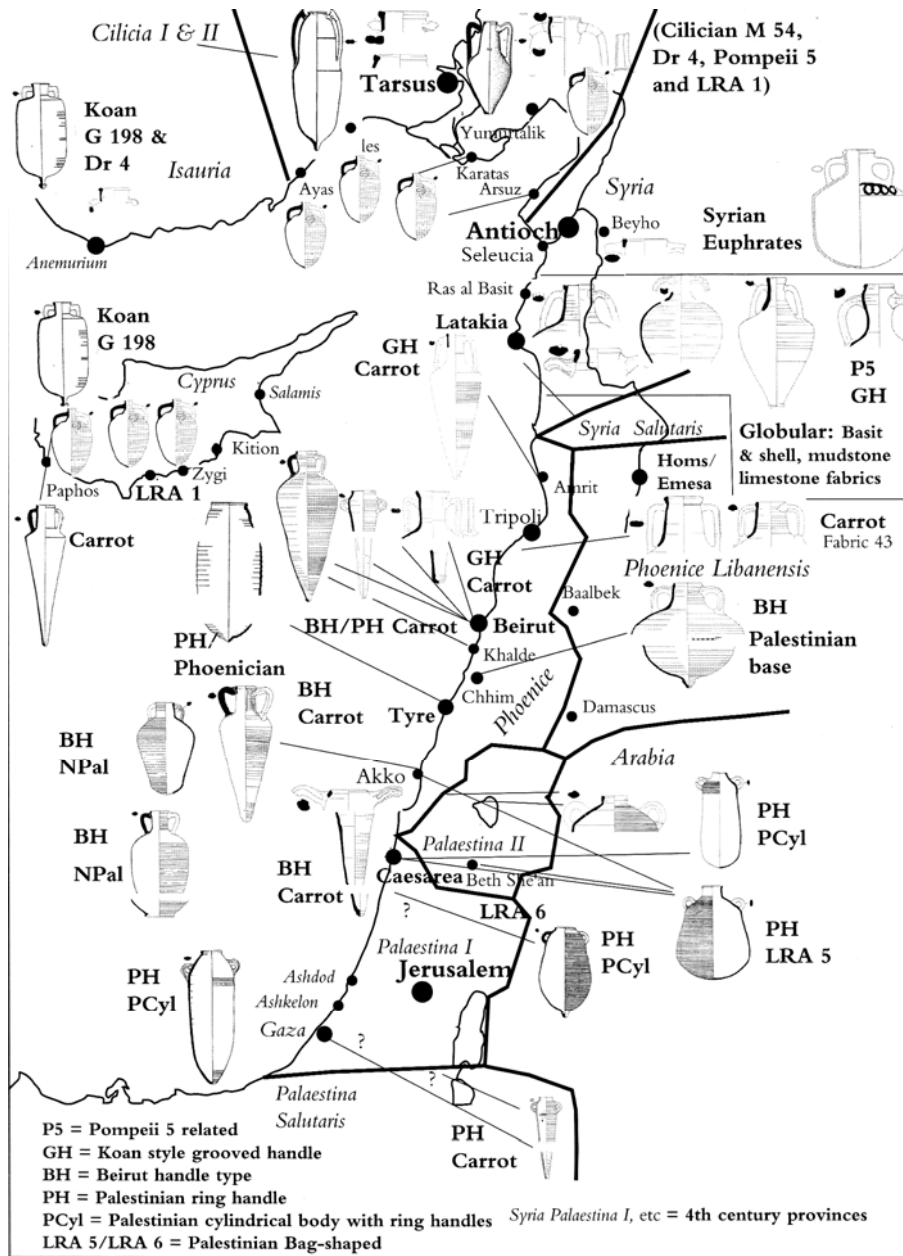 Cilicia I & II
(Cilician M 54,
Dr 4, Pompeii 5
and LRA 1)
Tarsus
Koan
G 198 &
Dr 4
Yumurtalik
les
Isauria
Karatas
Ayas
Arsuz
Syria
Antioch
Beyho
Syrian
Euphrates
Anemurium
Seleucia
Ras al Basit
Koan
G 198
Latakia
GH
Carrot
P5
GH
Cyprus
Salamis
Syria Salutaris
Globular: Basit
& shell, mudstone
limestone fabrics
Kition
Zygi
Paphos
LRA 1
Homs/
Emesa
Amrit
Tripoli
Carrot
Fabric 43
Carrot
GH
Carrot
Phoenice Libanensis
Baalbek
BH
Palestinian
base
BH/PH Carrot
Beirut
PH/
Phoenician
Khalde
Chhim
Phoenice
BH
Carrot
Tyre
Damascus
BH
NPal
Arabia
Akko
PH
PCyl
BH
NPal
Palaestina II
BH
Carrot
Caesarea
Beth She'an
?
LRA 6
PH
LRA 5
PH
PCyl
Palaestina I
PH
PCyl
Jerusalem
Ashdod
Ashkelon
Gaza
?
?
Palaestina
Salutaris
PH
Carrot
P5 = Pompeii 5 related
GH = Koan style grooved handle
BH = Beirut handle type
PH = Palestinian ring handle
PCyl = Palestinian cylindrical body with ring handles
LRA 5/LRA 6 = Palestinian Bag-shaped
Syria Palaestina I, etc = 4th century provinces